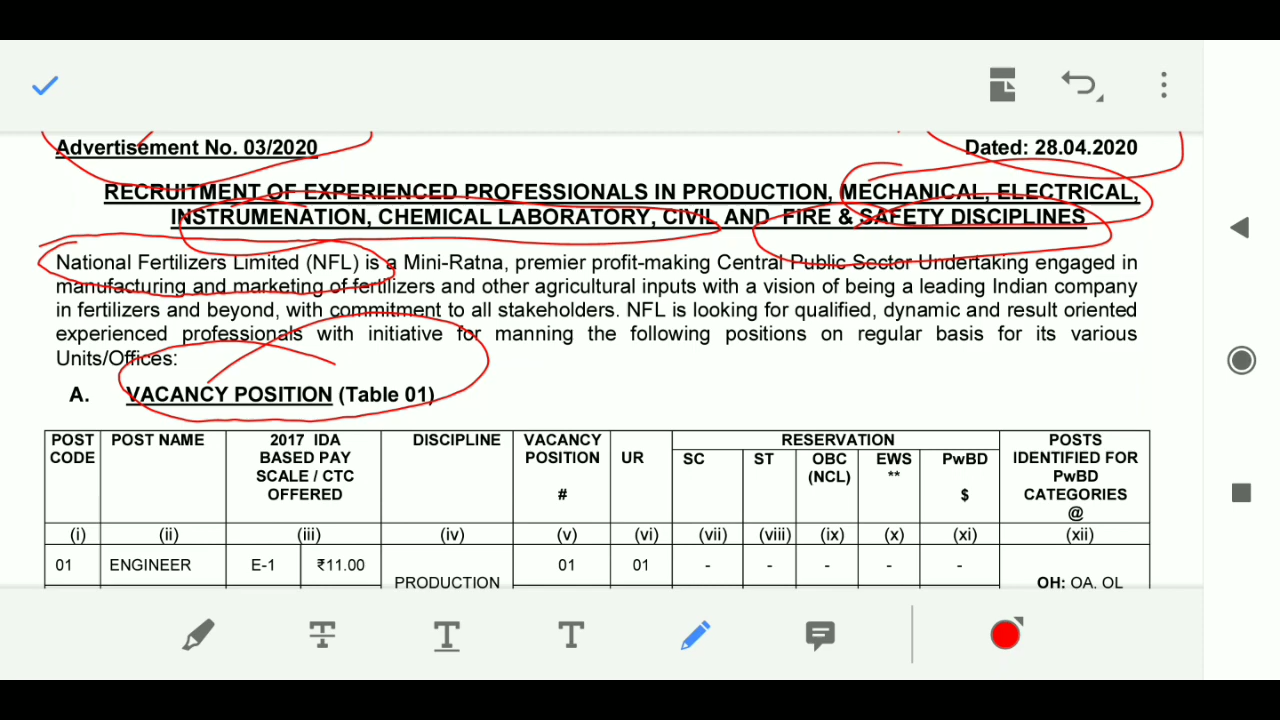 Advertisement No. 03/2020 Dated: 28.04.2020
RECRUITMENT OF EXPERIENCED PROFESSIONALS IN PRODUCTION, MECHANICAL, ELECTRICAL,
INSTRUMENATION, CHEMICAL LABORATORY, CIVIL AND FIRE & SAFETY DISCIPLINES
National Fertilizers Limited (NFL) is a Mini-Ratna, premier profit-making Central Public Sector Undertaking engaged in
manufacturing and marketing of fertilizers and other agricultural inputs with a vision of being a leading Indian company
in fertilizers and beyond, with commitment to all stakeholders. NFL is looking for qualified, dynamic and result oriented
experienced professionals with initiative for manning the following positions on regular basis for its various
Units/Offices:
A. VACANCY POSITION (Table 01)
POST POST NAME 2017 IDA DISCIPLINE VACANCY RESERVATION POSTS
CODE BASED PAY POSITION UR SC ST OBC EWS PwBD IDENTIFIED FOR
SCALE / CTC (NCL) ** PwBD
OFFERED # $ CATEGORIES
@
(i) (ii) (iii) (iv) (v) (vi) (vii) (viii) (ix) (x) (xi) (xii)
01 ENGINEER E-1 ₹11.00 01 01 - - - - -
PRODUCTION OH: OA, OL